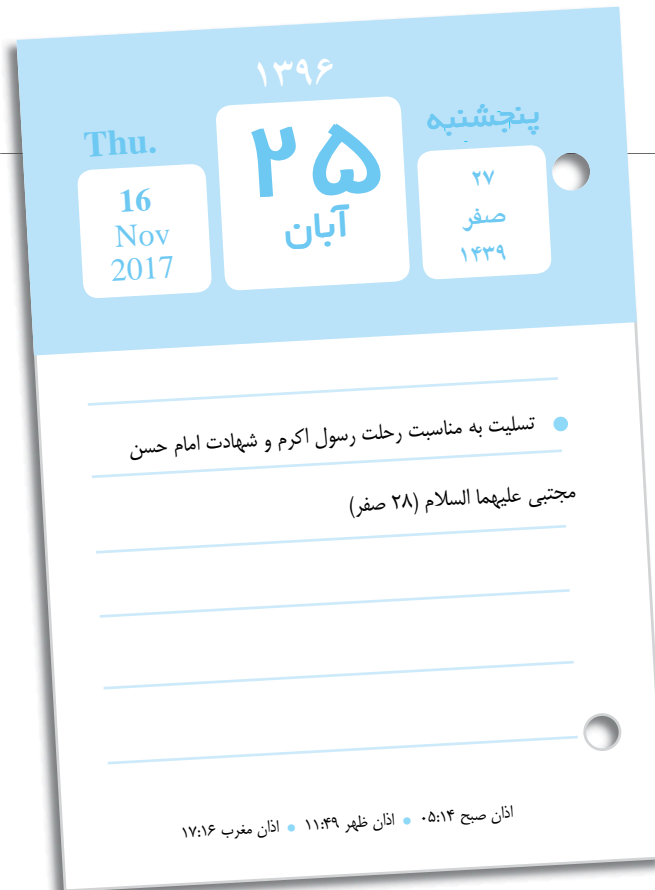 ۱۳۹۶
پنجشنبه
۲۷
صفر
۱۴۳۹
۲۵
آبان
Thu.
16
Nov
2017
تسلیت به مناسبت رحلت رسول اکرم و شهادت امام حسن
مجتبی علیهما السلام (۲۸ صفر)
اذان صبح ۰۵:۱۴ • اذان ظهر ۱۱:۴۹ • اذان مغرب ۱۷:۱۶